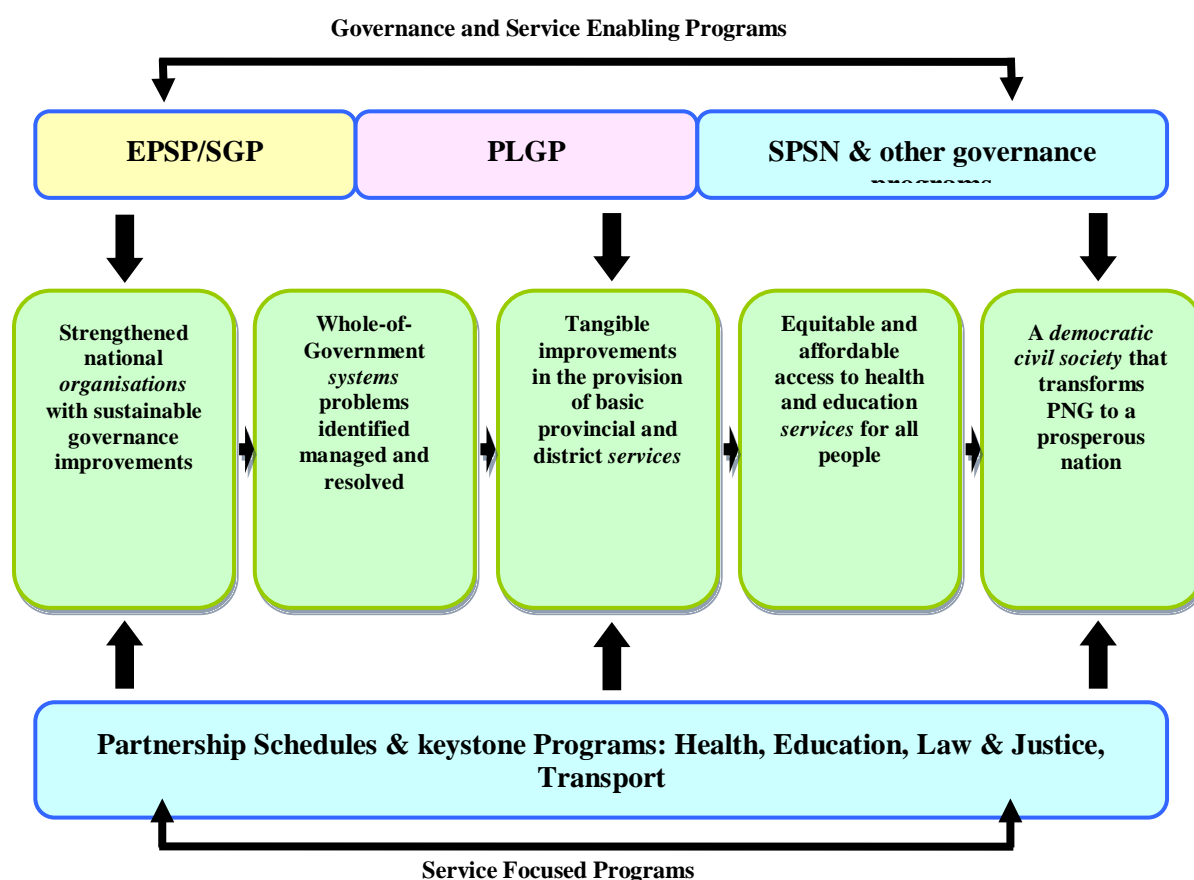 Governance and Service Enabling Programs
EPSP/SGP
PLGP
SPSN & other governance
programs
Strengthened
national
organisations
with sustainable
governance
improvements
Whole-of-
Government
systems
problems
identified
managed and
resolved
Tangible
improvements
in the provision
of basic
provincial and
district services
Equitable and
affordable
access to health
and education
services for all
people
A democratic
civil society that
transforms
PNG to a
prosperous
nation
Partnership Schedules & keystone Programs: Health, Education, Law & Justice,
Transport
Service Focused Programs